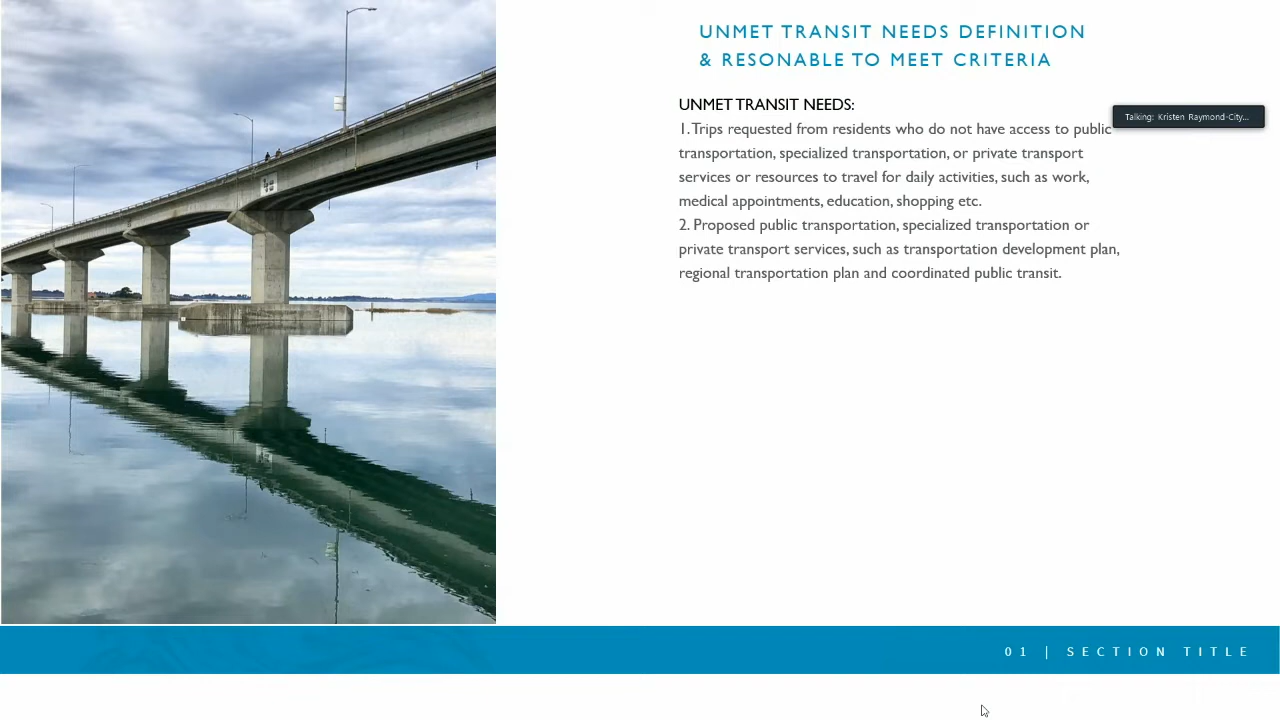 UNMET TRANSIT NEEDS DEFINITION
& RESONABLE TO MEET CRITERIA
UNMET TRANSIT NEEDS:
1. Trips requested from residents who do not have access to public
transportation, specialized transportation, or private transport
services or resources to travel for daily activities, such as work,
medical appointments, education, shopping etc.
2. Proposed public transportation, specialized transportation or
private transport services, such as transportation development plan,
regional transportation plan and coordinated public transit.
Talking: Kristen Raymond-City...
01 | SECTION TITLE